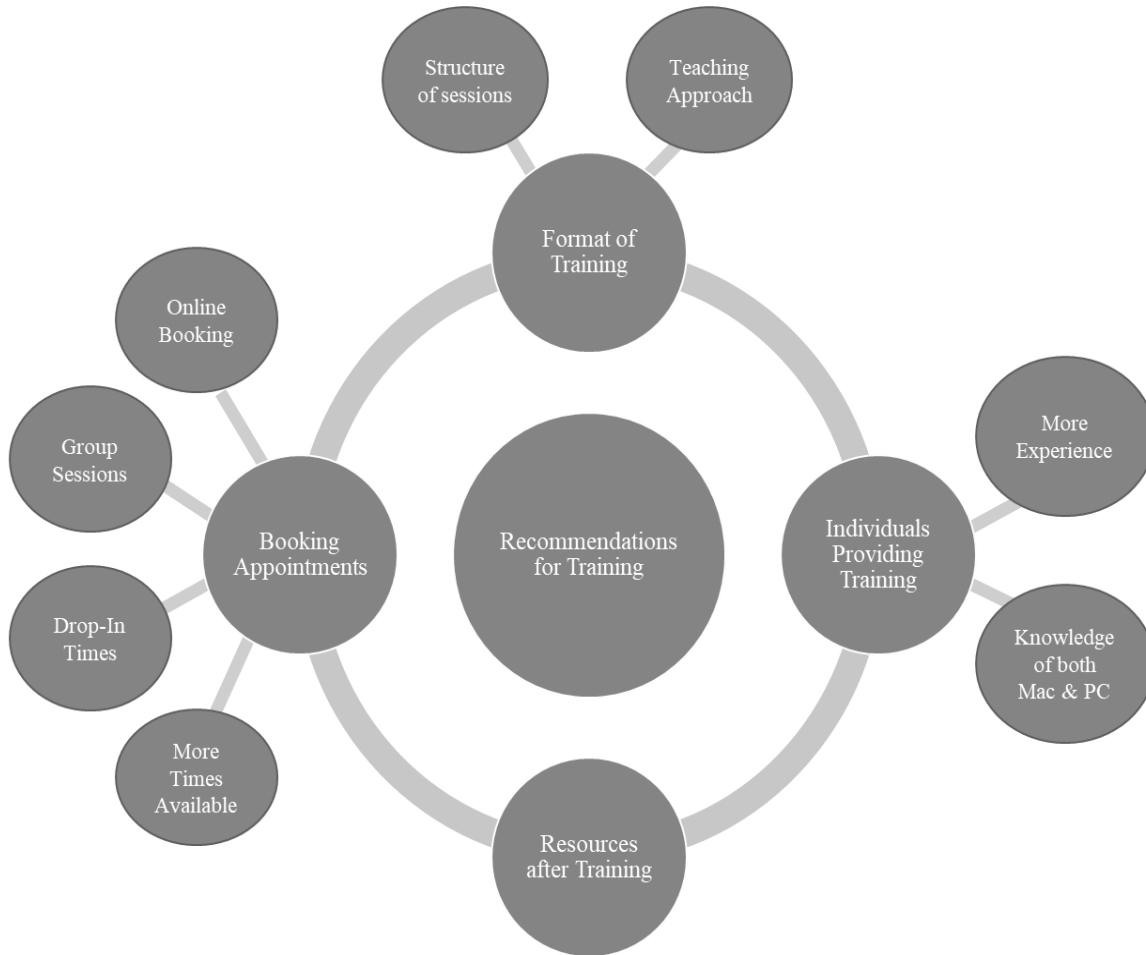 Structure
of sessions
Teaching
Approach
Format of
Training
Online
Booking
Group
Sessions
More
Experience
Booking
Appointments
Recommendations
for Training
Individuals
Providing
Training
Drop-In
Times
Knowledge
of both
Mac & PC
More
Times
Available
Resources
after Training